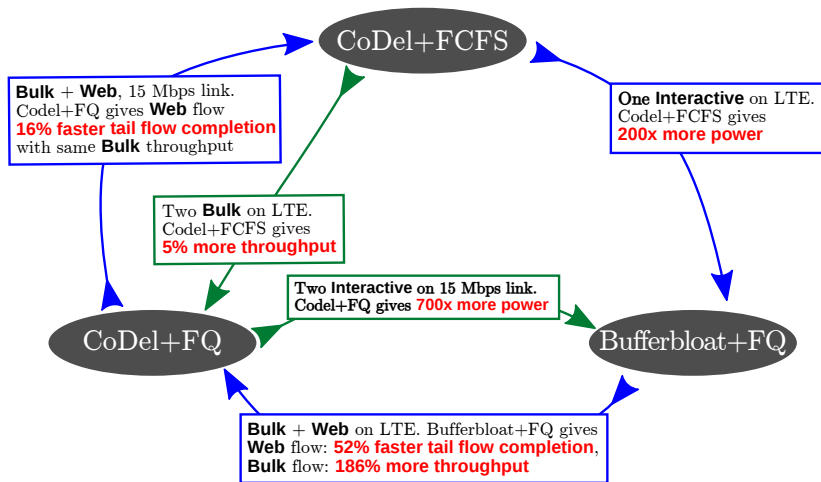 CoDel+FCFS
Bulk + Web, 15 Mbps link.
Codel+FQ gives Web flow
16% faster tail flow completion
with same Bulk throughput
One Interactive on LTE.
Codel+FCFS gives
200x more power
Two Bulk on LTE.
Codel+FCFS gives
5% more throughput
Two Interactive on 15 Mbps link.
Codel+FQ gives 700x more power
CoDel+FQ
Bufferbloat+FQ
Bulk + Web on LTE. Bufferbloat+FQ gives
Web flow: 52% faster tail flow completion,
Bulk flow: 186% more throughput